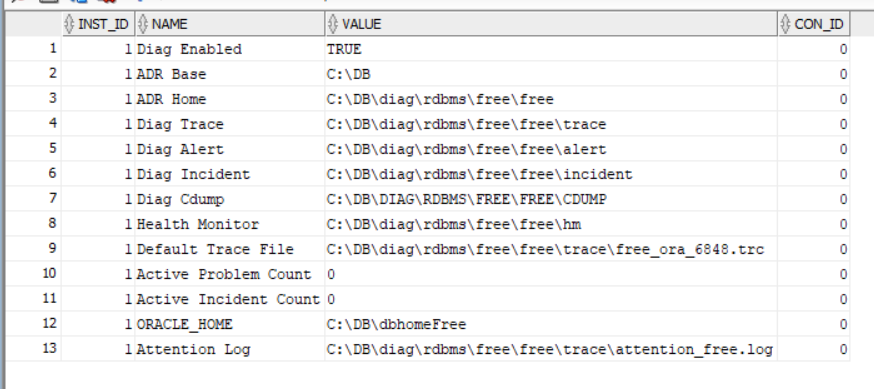 INST_ID NAME VALUE CON_ID
1 1 Diag Enabled TRUE 0
2 1 ADR Base C:\DB 0
3 1 ADR Home C:\DB\diag\rdbms\free\free 0
4 1 Diag Trace C:\DB\diag\rdbms\free\free\trace 0
5 1 Diag Alert C:\DB\diag\rdbms\free\free\alert 0
6 1 Diag Incident C:\DB\diag\rdbms\free\free\incident 0
7 1 Diag Cdump C:\DB\DIAG\RDBMS\FREE\FREE\CDUMP 0
8 1 Health Monitor C:\DB\diag\rdbms\free\free\hm 0
9 1 Default Trace File C:\DB\diag\rdbms\free\free\trace\free_ora_6848.trc 0
10 1 Active Problem Count 0 0
11 1 Active Incident Count 0 0
12 1 ORACLE_HOME C:\DB\dbhomeFree 0
13 1 Attention Log C:\DB\diag\rdbms\free\free\trace\attention_free.log 0